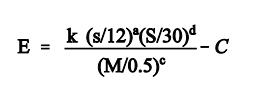 E = k (s/12)ᵃ(S/30)ᵈ / (M/0.5)ᶜ – C